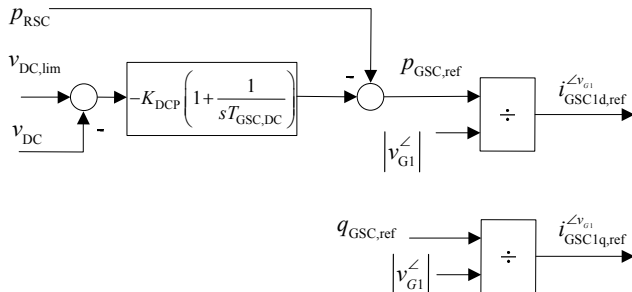 p_RSC
v_DC,lim
-
v_DC
-K_DCP(1+1/(sT_GSC,DC))
-
p_GSC,ref
|v_G1^∠|
÷
i_GSC1d,ref^∠v_G1
q_GSC,ref
|v_G1^∠|
÷
i_GSC1q,ref^∠v_G1